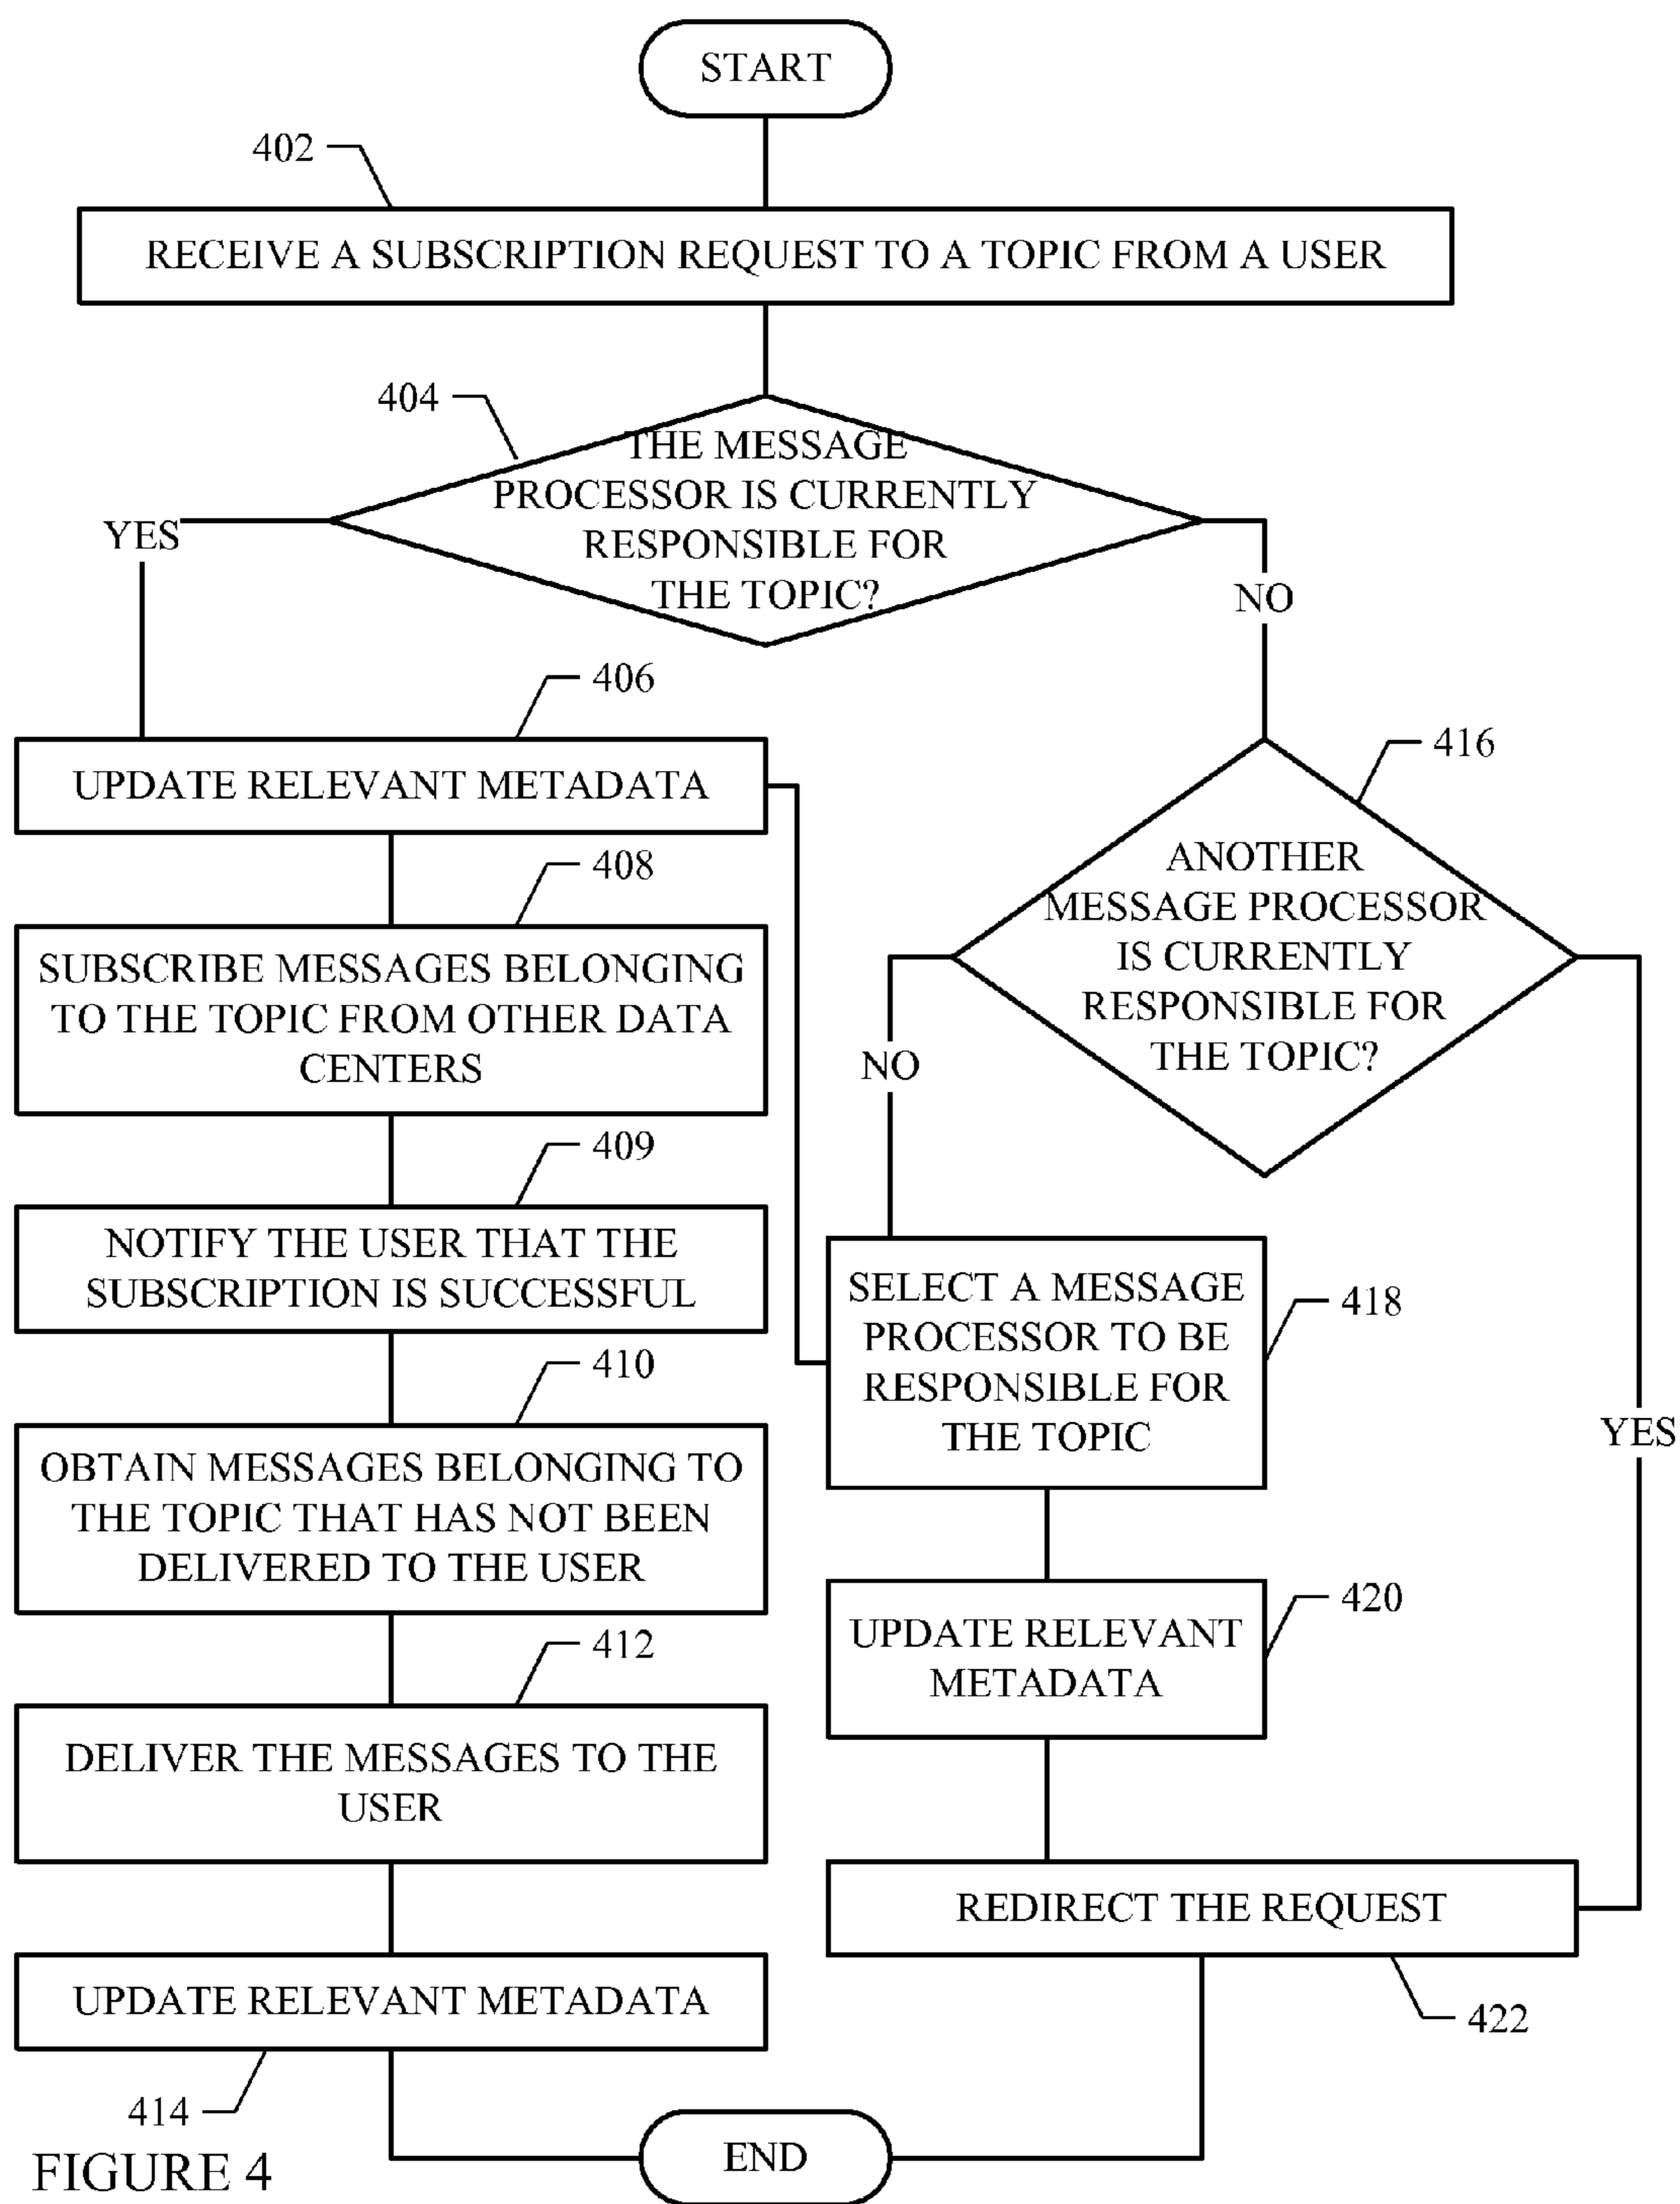 START
402
RECEIVE A SUBSCRIPTION REQUEST TO A TOPIC FROM A USER
404
THE MESSAGE
PROCESSOR IS CURRENTLY
RESPONSIBLE FOR
THE TOPIC?
YES
NO
406
UPDATE RELEVANT METADATA
408
SUBSCRIBE MESSAGES BELONGING
TO THE TOPIC FROM OTHER DATA
CENTERS
409
NOTIFY THE USER THAT THE
SUBSCRIPTION IS SUCCESSFUL
410
OBTAIN MESSAGES BELONGING TO
THE TOPIC THAT HAS NOT BEEN
DELIVERED TO THE USER
412
DELIVER THE MESSAGES TO THE
USER
UPDATE RELEVANT METADATA
414
416
ANOTHER
MESSAGE PROCESSOR
IS CURRENTLY
RESPONSIBLE FOR
THE TOPIC?
NO
YES
SELECT A MESSAGE
PROCESSOR TO BE
RESPONSIBLE FOR
THE TOPIC
418
UPDATE RELEVANT
METADATA
420
REDIRECT THE REQUEST
422
END
FIGURE 4